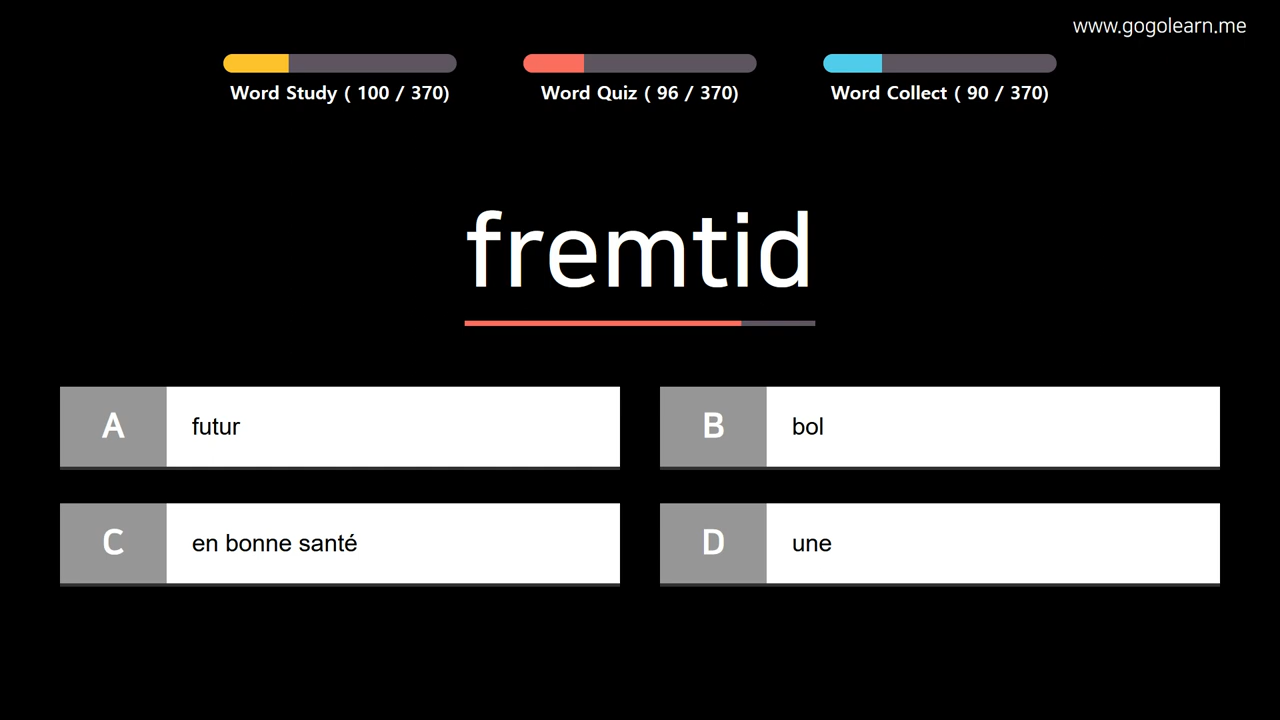 www.gogolearn.me
Word Study ( 100 / 370)
Word Quiz ( 96 / 370)
Word Collect ( 90 / 370)
fremtid
A
futur
B
bol
C
en bonne santé
D
une